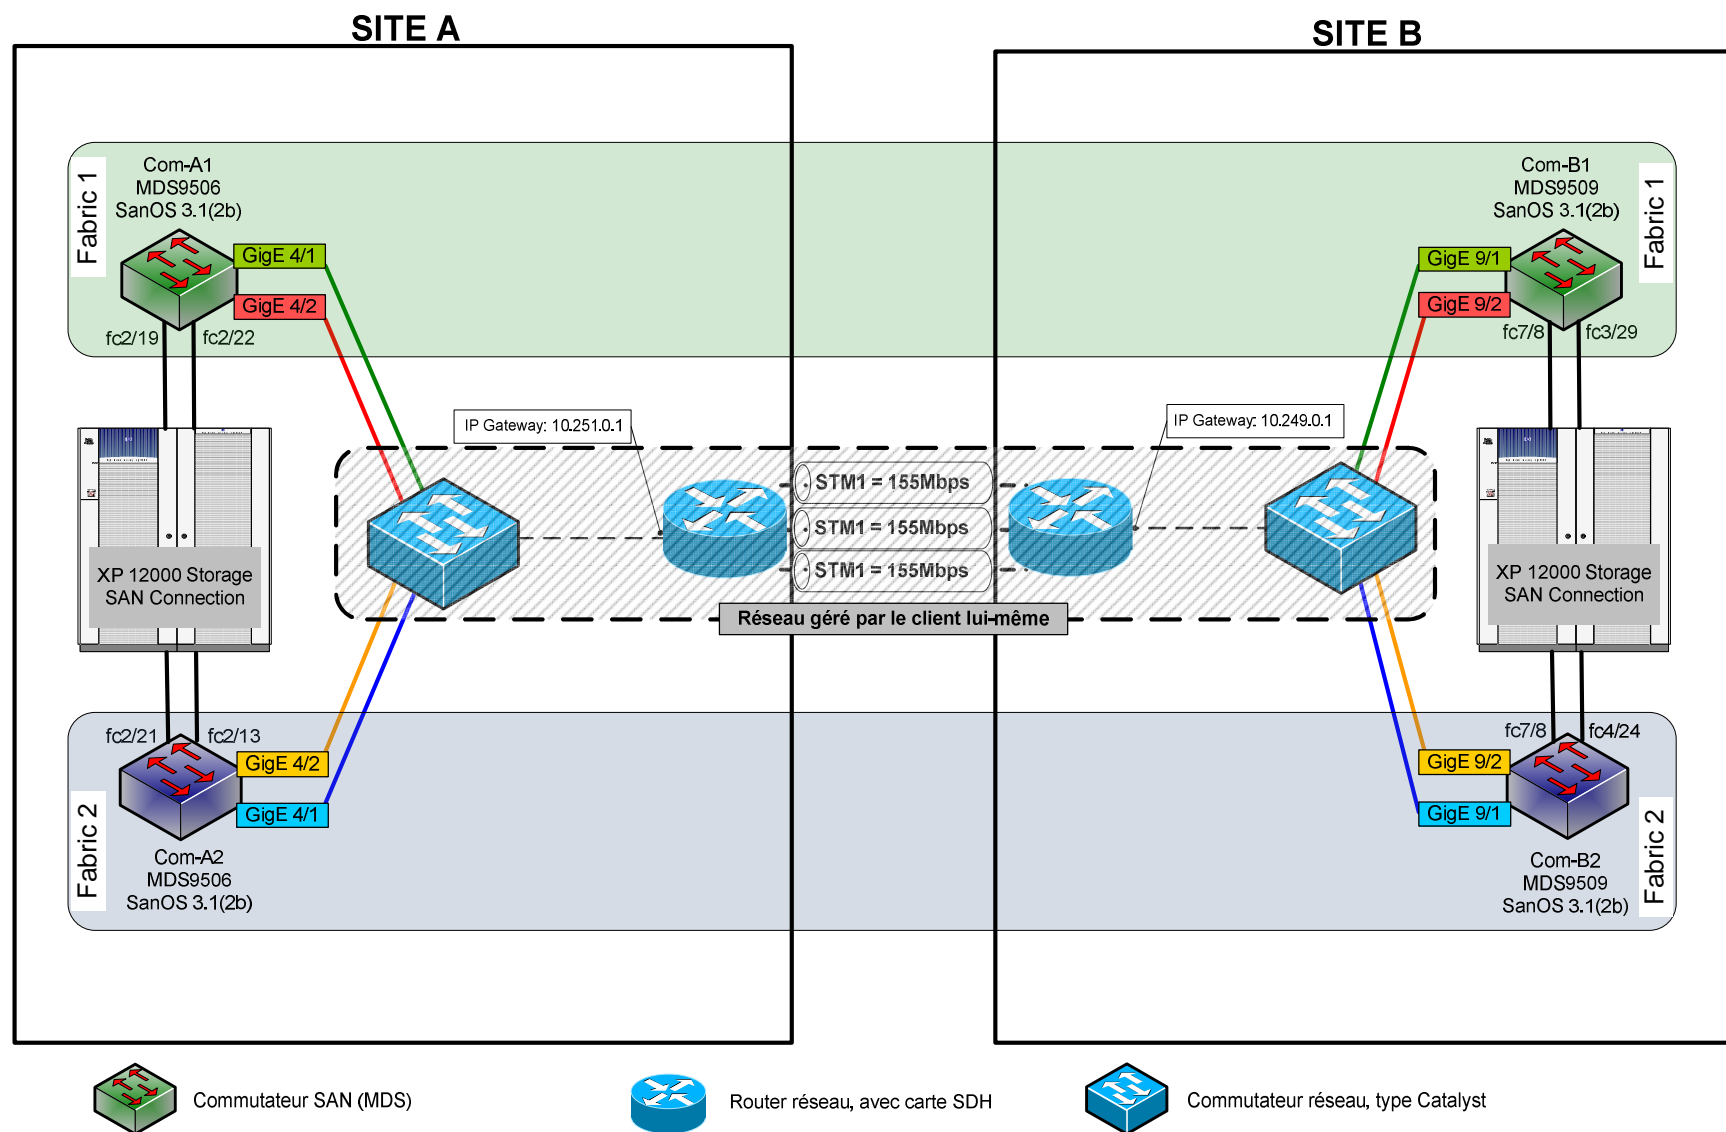 SITE A
SITE B
Fabric 1
Com-A1
MDS9506
SanOS 3.1(2b)
GigE 4/1
GigE 4/2
fc2/19
fc2/22
Com-B1
MDS9509
SanOS 3.1(2b)
Fabric 1
GigE 9/1
GigE 9/2
fc7/8
fc3/29
IP Gateway: 10.251.0.1
IP Gateway: 10.249.0.1
STM1 = 155Mbps
STM1 = 155Mbps
STM1 = 155Mbps
XP 12000 Storage
SAN Connection
XP 12000 Storage
SAN Connection
Réseau géré par le client lui-même
fc2/21
fc2/13
GigE 4/2
GigE 4/1
Fabric 2
Com-A2
MDS9506
SanOS 3.1(2b)
fc7/8
fc4/24
GigE 9/2
GigE 9/1
Com-B2
MDS9509
SanOS 3.1(2b)
Fabric 2
Commutateur SAN (MDS)
Router réseau, avec carte SDH
Commutateur réseau, type Catalyst